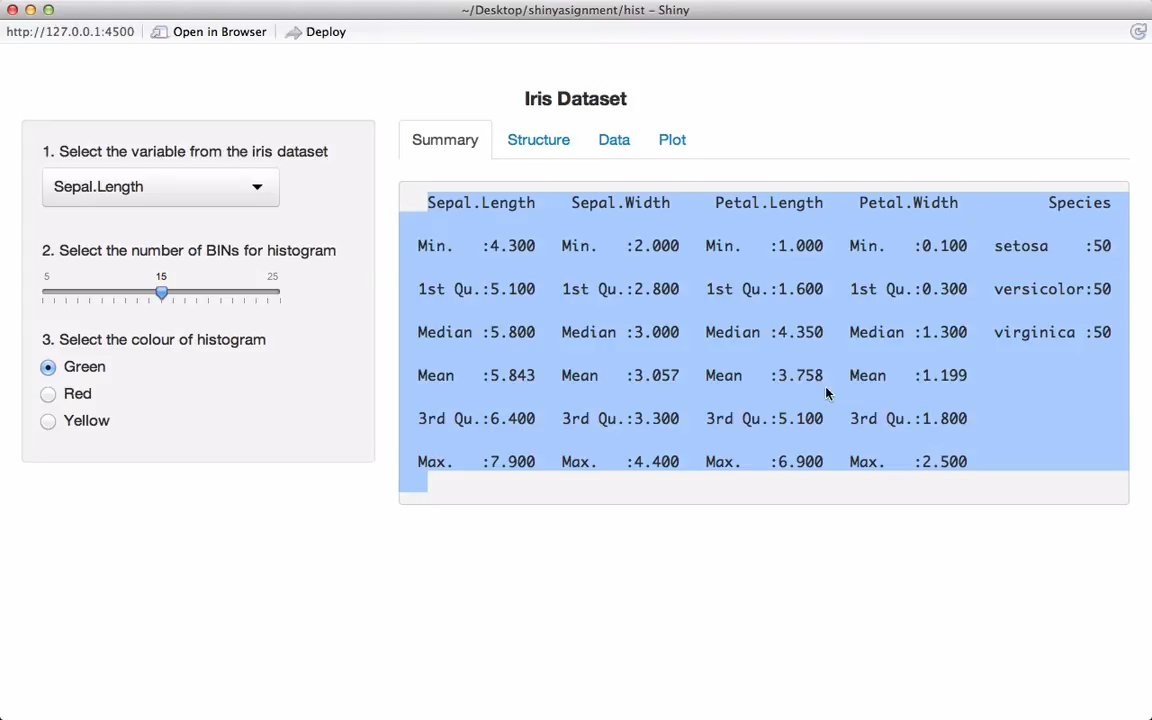 ~/Desktop/shinyasignment/hist – Shiny
http://127.0.0.1:4500 Open in Browser Deploy
Iris Dataset
1. Select the variable from the iris dataset
Sepal.Length
2. Select the number of BINs for histogram
5 15 25
3. Select the colour of histogram
Green
Red
Yellow
Summary Structure Data Plot
Sepal.Length Sepal.Width Petal.Length Petal.Width Species
Min. :4.300 Min. :2.000 Min. :1.000 Min. :0.100 setosa :50
1st Qu.:5.100 1st Qu.:2.800 1st Qu.:1.600 1st Qu.:0.300 versicolor:50
Median :5.800 Median :3.000 Median :4.350 Median :1.300 virginica :50
Mean :5.843 Mean :3.057 Mean :3.758 Mean :1.199
3rd Qu.:6.400 3rd Qu.:3.300 3rd Qu.:5.100 3rd Qu.:1.800
Max. :7.900 Max. :4.400 Max. :6.900 Max. :2.500